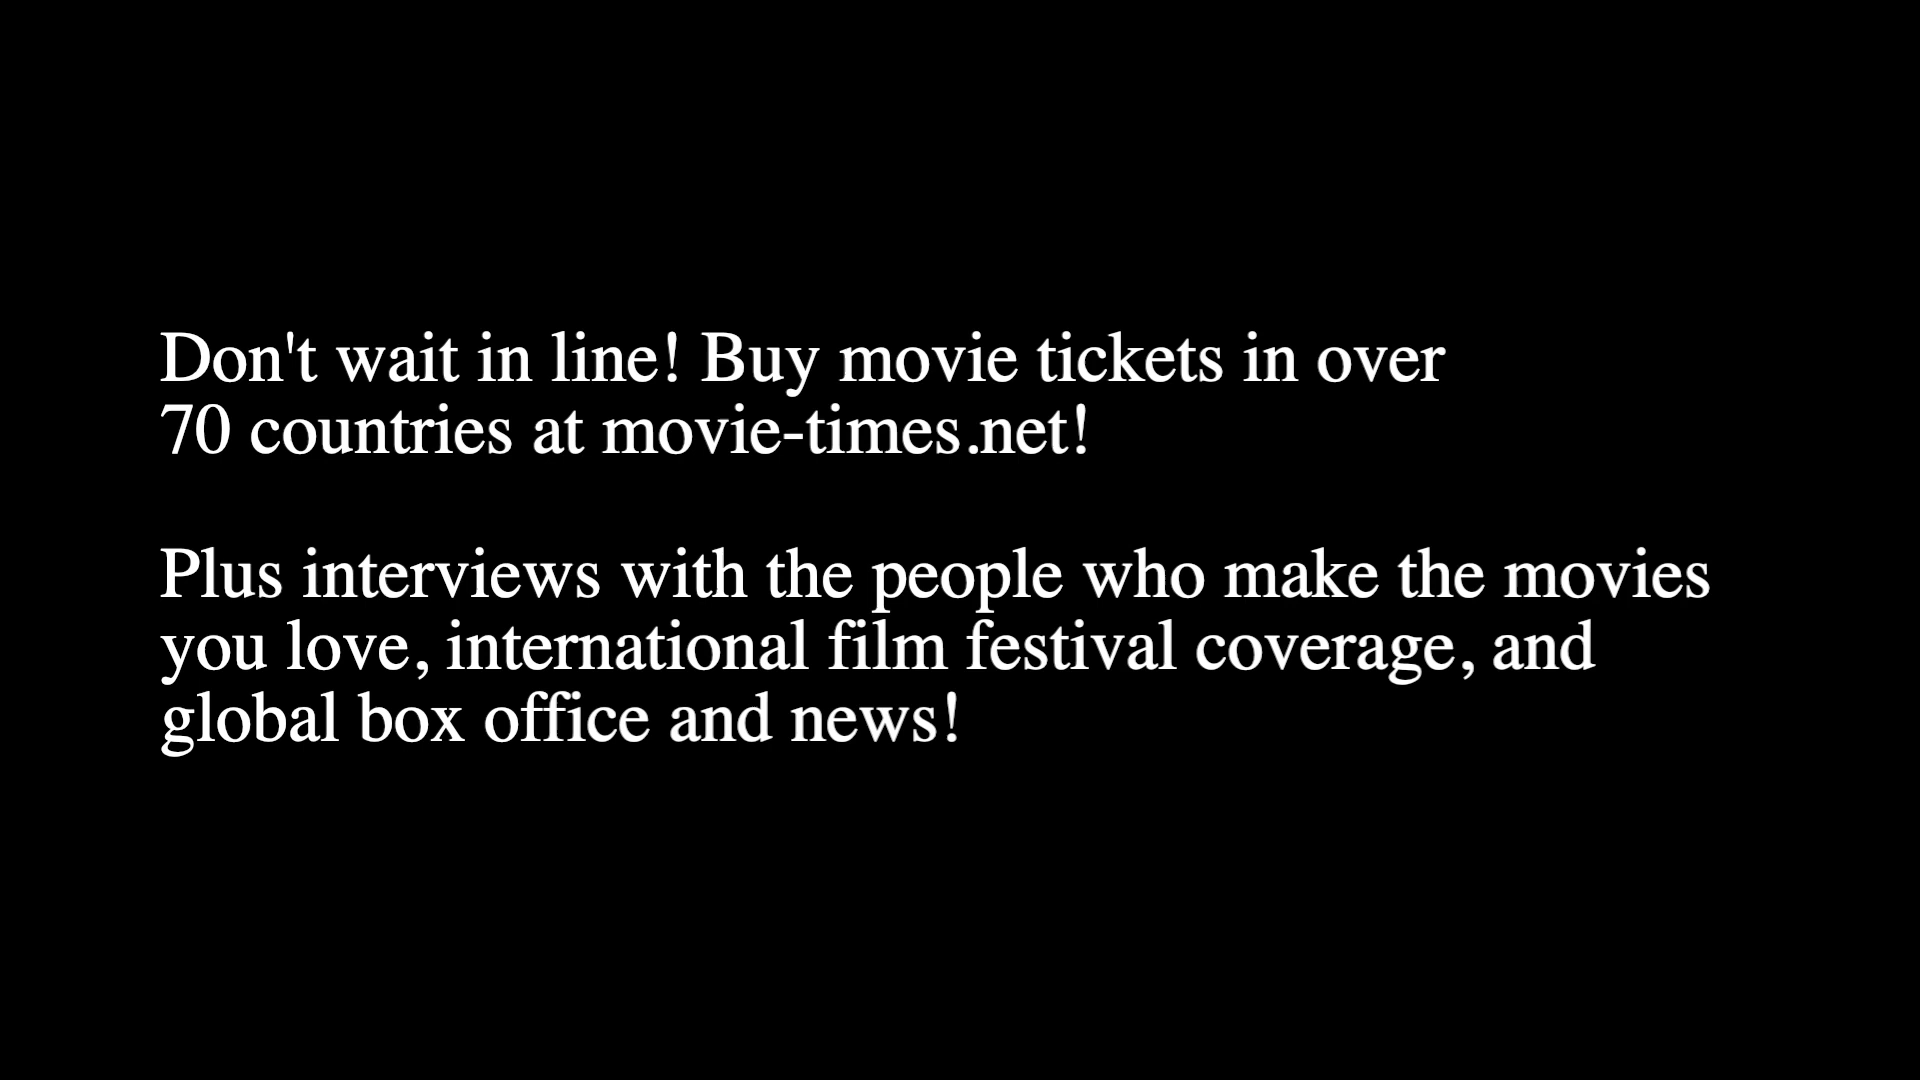 Don't wait in line! Buy movie tickets in over
70 countries at movie-times.net!
Plus interviews with the people who make the movies
you love, international film festival coverage, and
global box office and news!